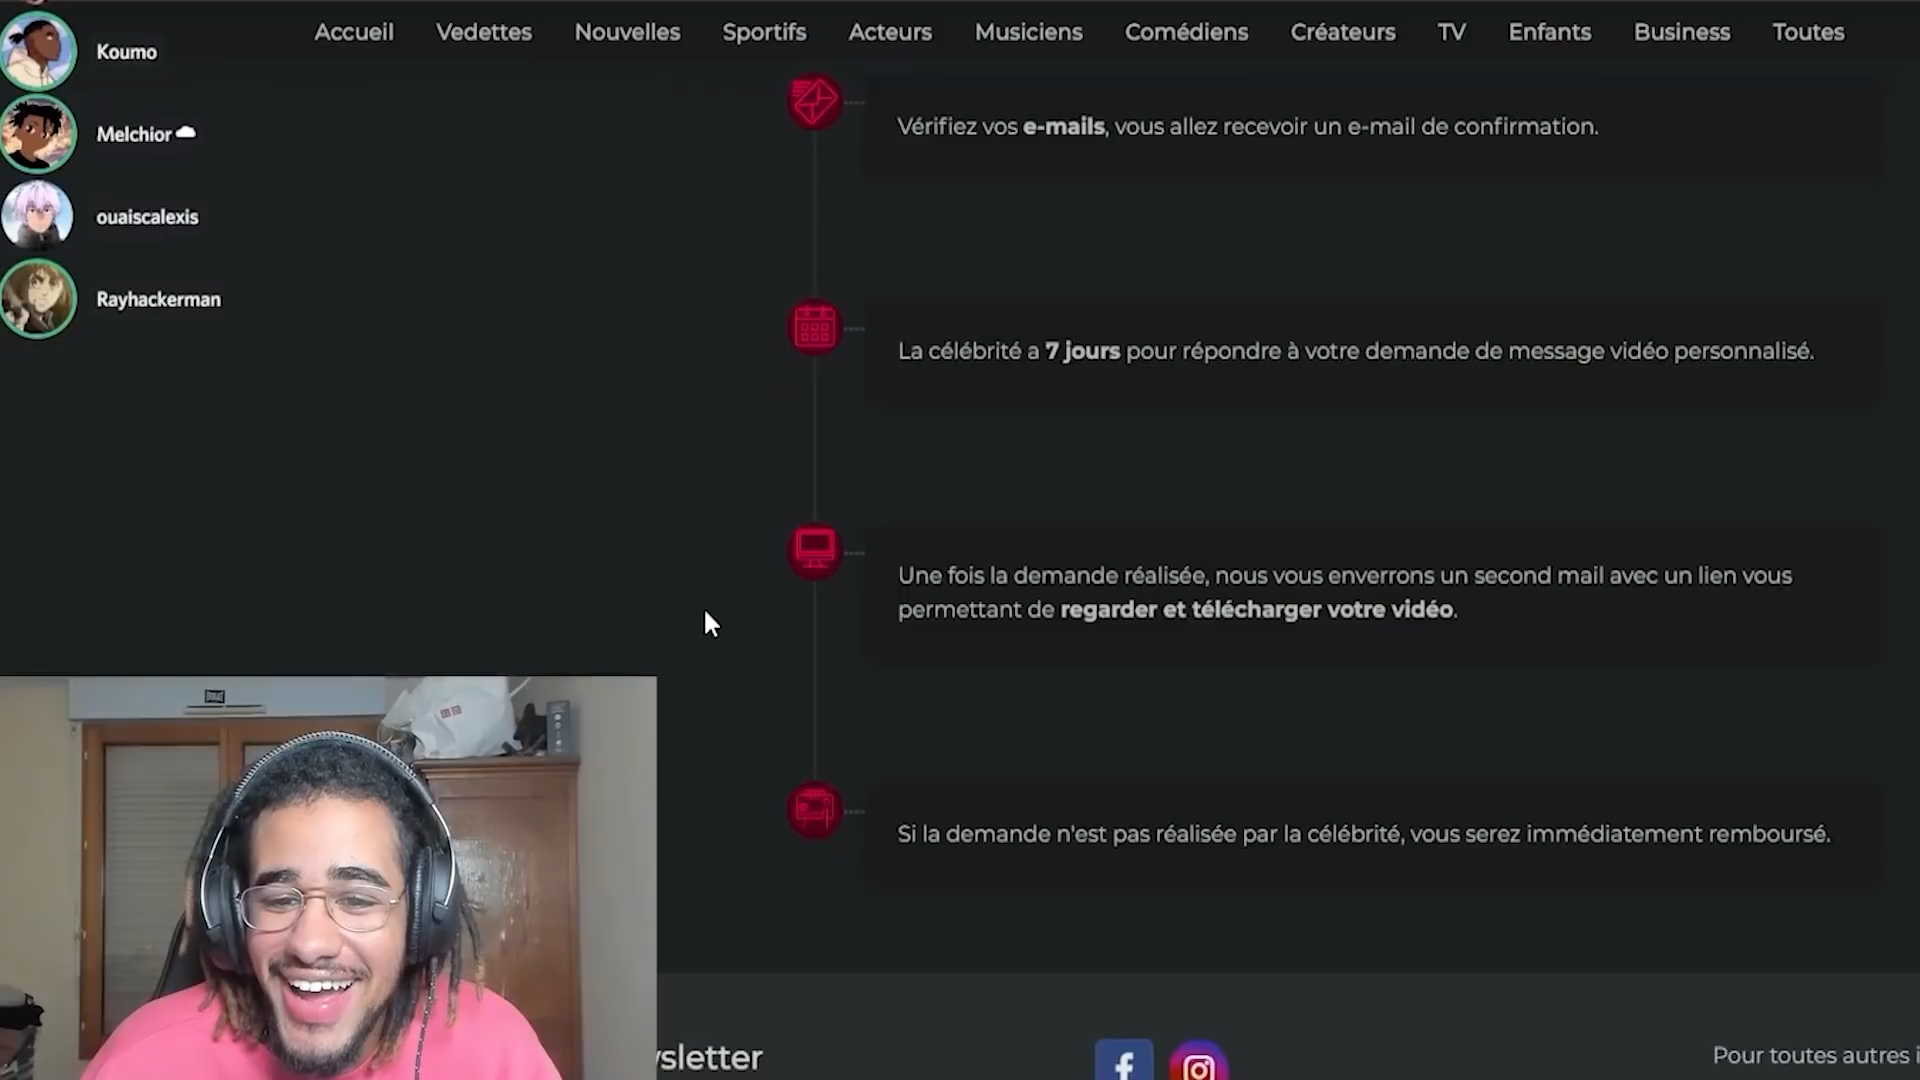 Accueil Vedettes Nouvelles Sportifs Acteurs Musiciens Comédiens Créateurs TV Enfants Business Toutes
Koumo
Melchior
ouaiscalexis
Rayhackerman
Vérifiez vos e-mails, vous allez recevoir un e-mail de confirmation.
La célébrité a 7 jours pour répondre à votre demande de message vidéo personnalisé.
Une fois la demande réalisée, nous vous enverrons un second mail avec un lien vous
permettant de regarder et télécharger votre vidéo.
Si la demande n'est pas réalisée par la célébrité, vous serez immédiatement remboursé.
sletter
Pour toutes autres i